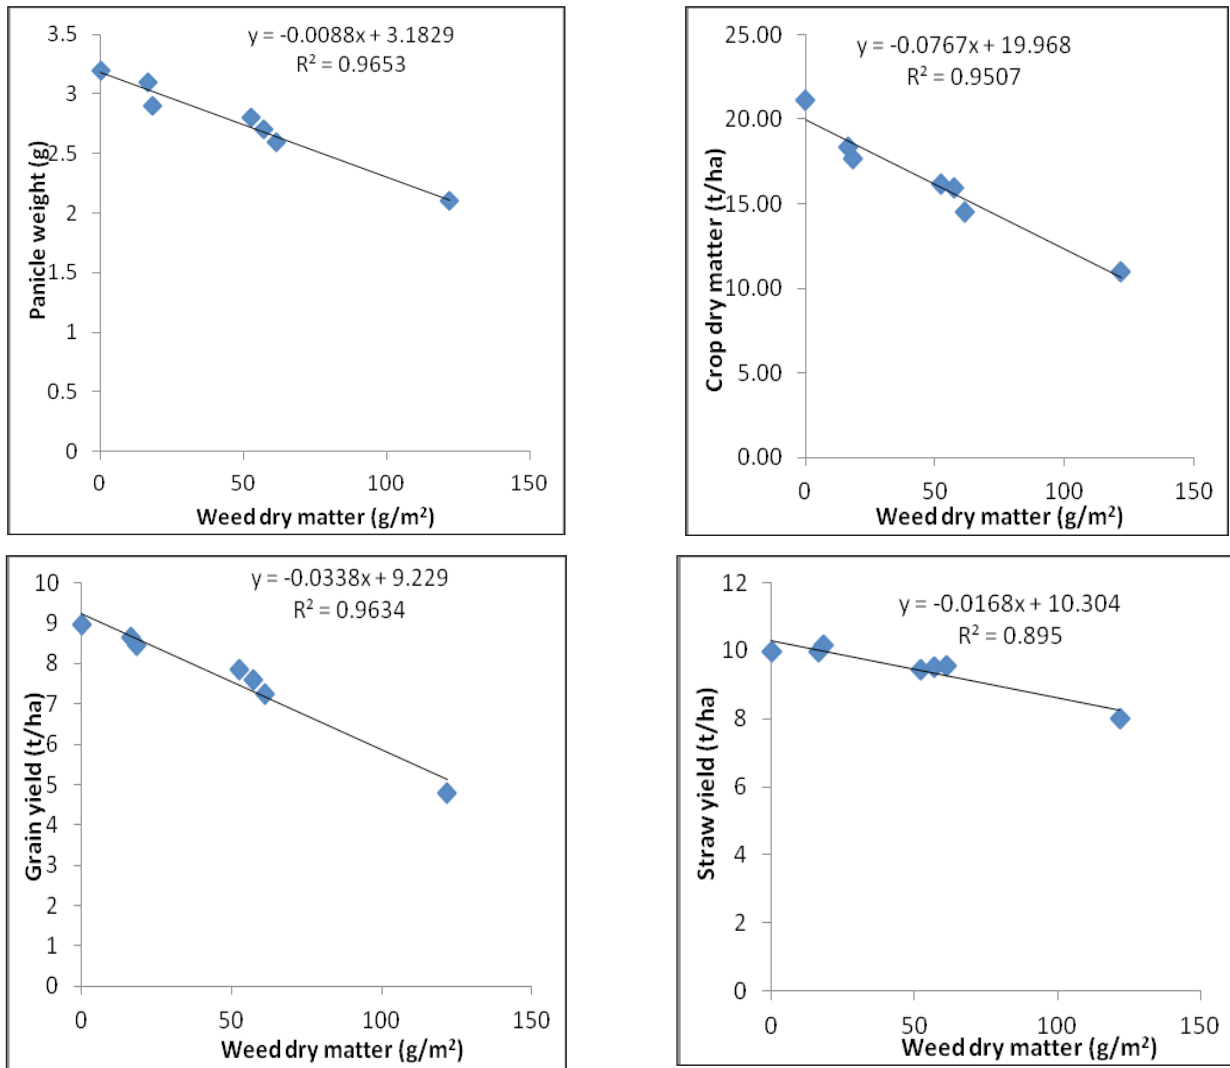 y = -0.0088x + 3.1829
R² = 0.9653
3.5
3
2.5
2
1.5
1
0.5
0
Panicle weight (g)
0 50 100 150
Weed dry matter (g/m²)
y = -0.0767x + 19.968
R² = 0.9507
25.00
20.00
15.00
10.00
5.00
0.00
Crop dry matter (t/ha)
0 50 100 150
Weed dry matter (g/m²)
y = -0.0338x + 9.229
R² = 0.9634
10
9
8
7
6
5
4
3
2
1
0
Grain yield (t/ha)
0 50 100 150
Weed dry matter (g/m²)
y = -0.0168x + 10.304
R² = 0.895
12
10
8
6
4
2
0
Straw yield (t/ha)
0 50 100 150
Weed dry matter (g/m²)